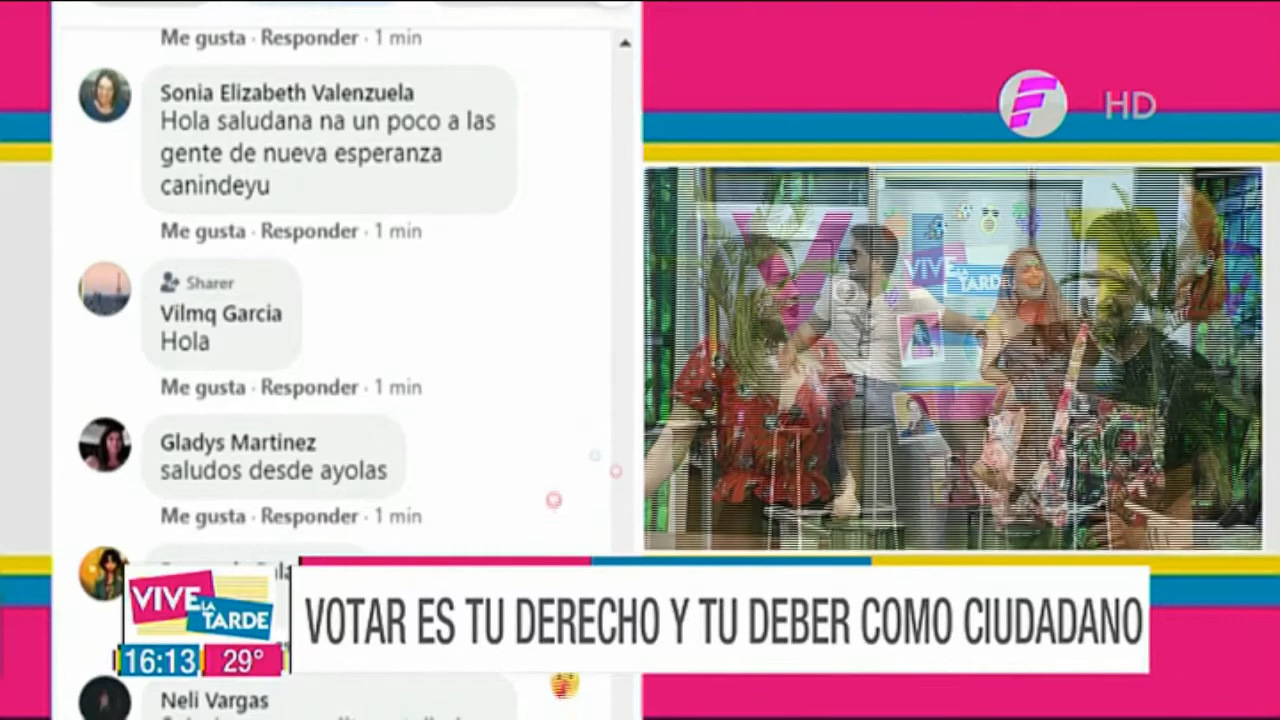 Me gusta · Responder · 1 min
Sonia Elizabeth Valenzuela
Hola saludana na un poco a las
gente de nueva esperanza
canindeyu
Me gusta · Responder · 1 min
Sharer
Vilmq Garcia
Hola
Me gusta · Responder · 1 min
Gladys Martinez
saludos desde ayolas
Me gusta · Responder · 1 min
Neli Vargas
HD
VIVE
LA
TARDE
VIVE
LA
TARDE
16:13
29°
VOTAR ES TU DERECHO Y TU DEBER COMO CIUDADANO